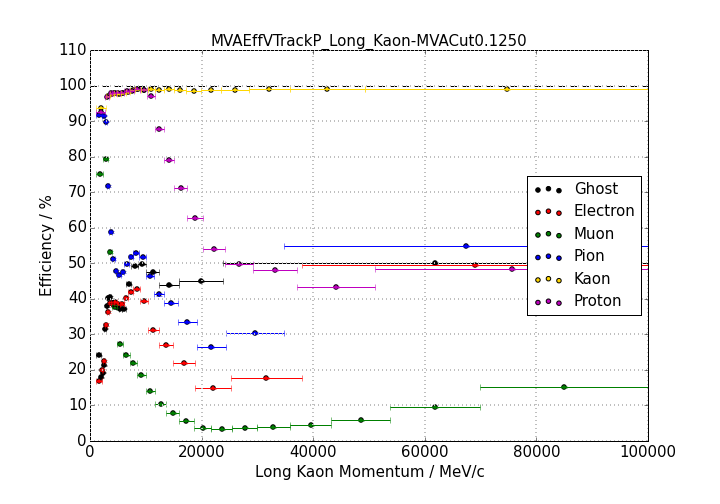 MVAEffVTrackP_Long_Kaon-MVACut0.1250
110
100
90
80
70
60
50
40
30
20
10
0
Efficiency / %
Ghost
Electron
Muon
Pion
Kaon
Proton
0 20000 40000 60000 80000 100000
Long Kaon Momentum / MeV/c